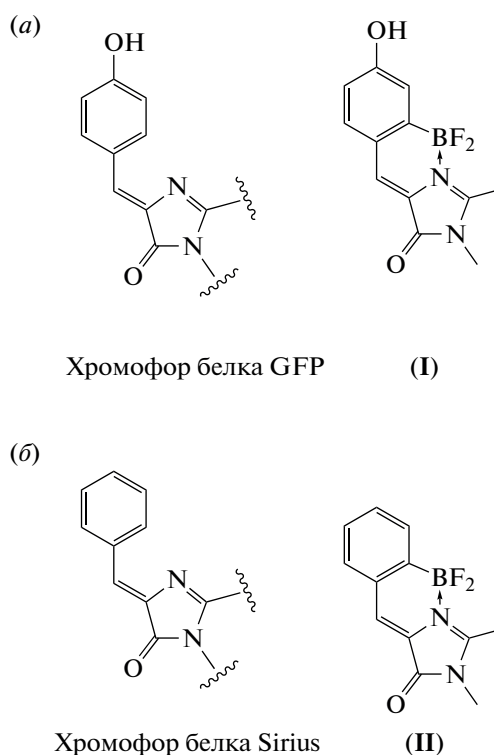 (а)
OH OH
BF2
N N
N N
O O
Хромофор белка GFP (I)
(б)
BF2
N N
N N
O O
Хромофор белка Sirius (II)